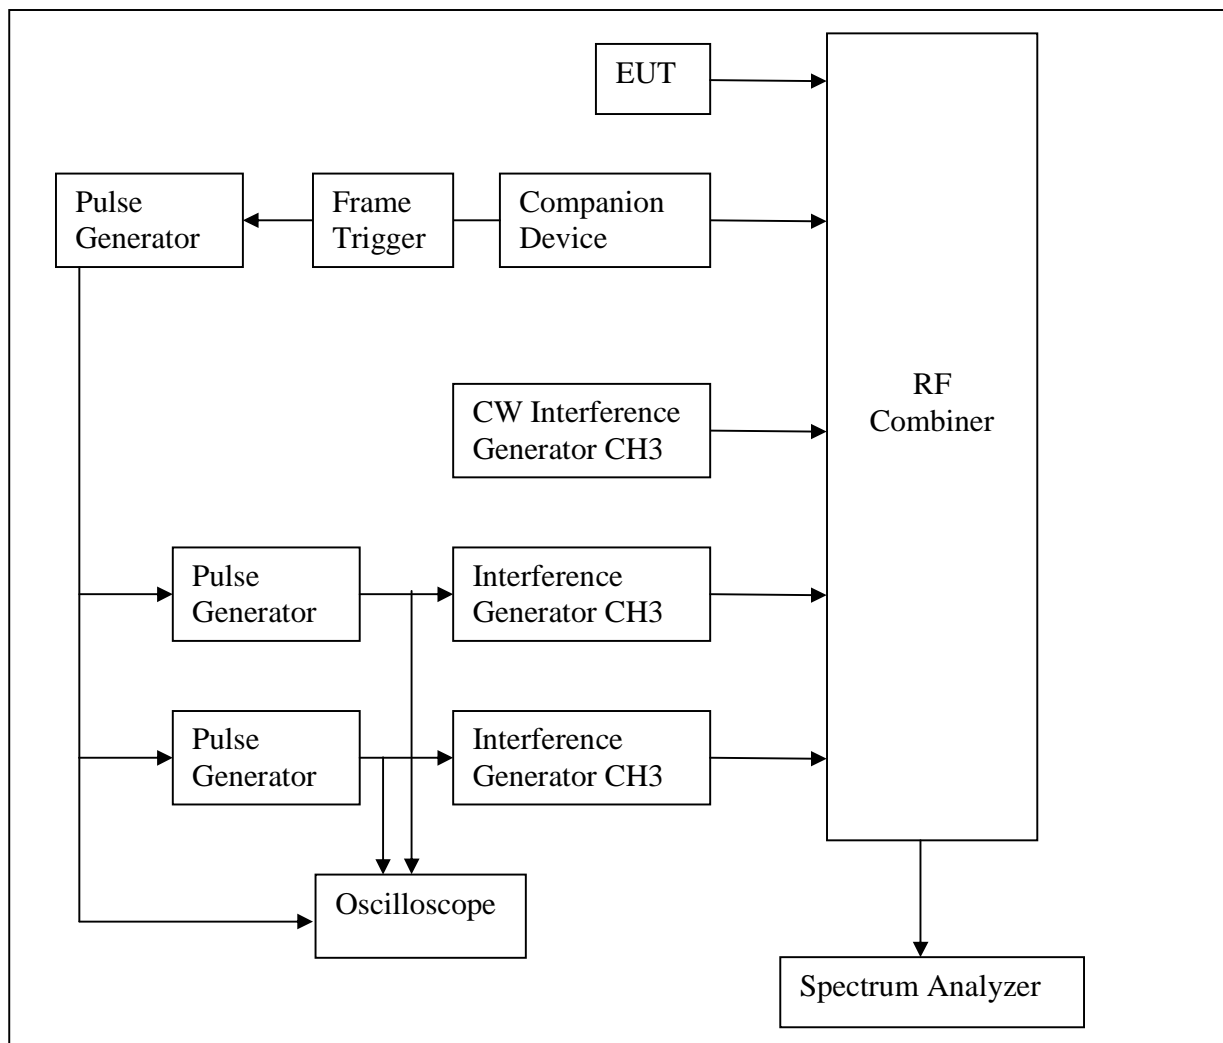 EUT
Pulse
Generator
Frame
Trigger
Companion
Device
RF
Combiner
CW Interference
Generator CH3
Pulse
Generator
Interference
Generator CH3
Pulse
Generator
Interference
Generator CH3
Oscilloscope
Spectrum Analyzer